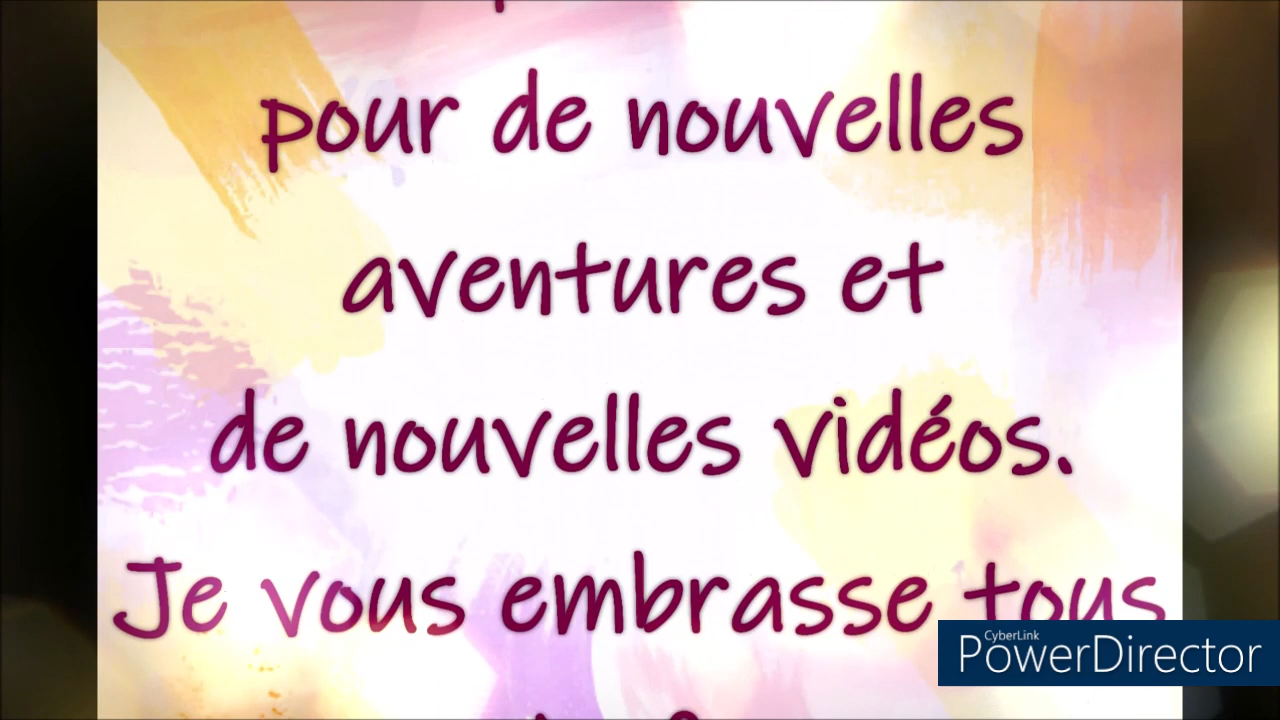 pour de nouvelles
aventures et
de nouvelles vidéos.
Je vous embrasse tous
CyberLink
PowerDirector